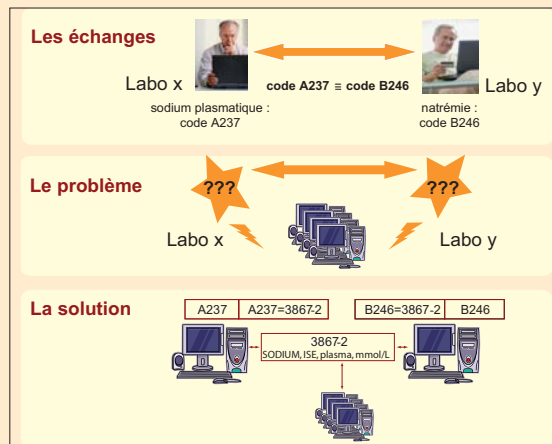 Les échanges
Labo x
code A237 ≡ code B246
Labo y
sodium plasmatique :
code A237
natrémie :
code B246
Le problème
???
???
Labo x
Labo y
La solution
A237
A237=3867-2
B246=3867-2
B246
3867-2
SODIUM, ISE, plasma, mmol/L